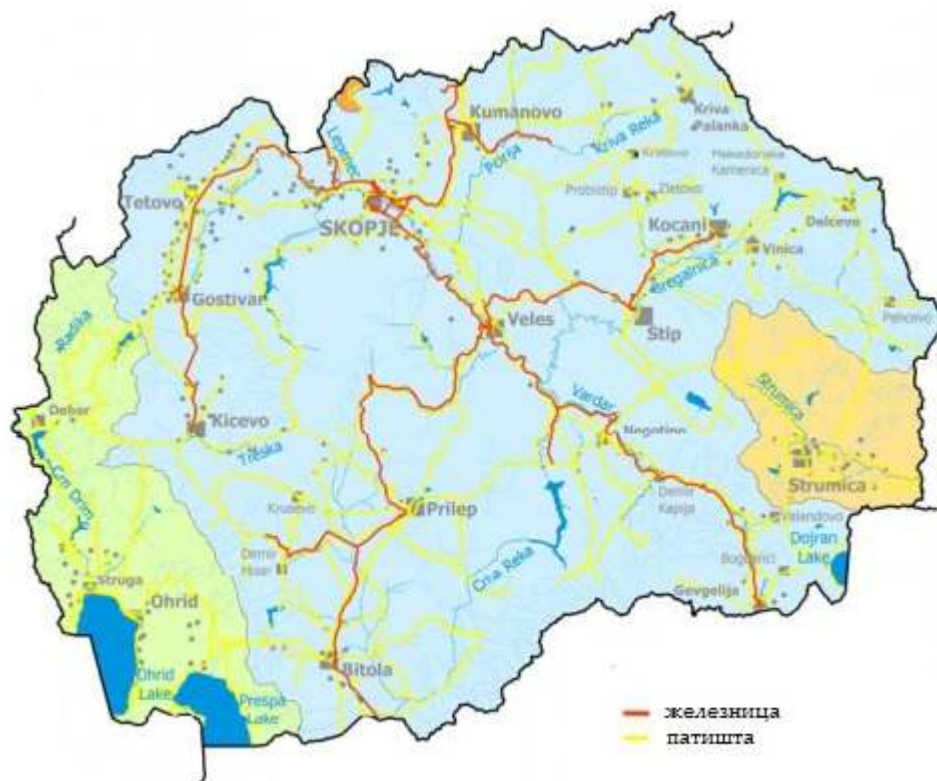 Kumanovo
Kriva
Palanka
Lepenec
Pcinja
Kriva Reka
Kratovo
Makedonska
Kamenica
Tetovo
Probistip
Zletovo
SKOPJE
Kocani
Delcevo
Vinica
Bregalnica
Gostivar
Pehcevo
Radika
Veles
Stip
Strumica
Debar
Vardar
Kicevo
Negotino
Treska
Crn Drim
Strumica
Krusevo
Prilep
Demir
Kapija
Valandovo
Dojran
Lake
Demir
Hisar
Crna Reka
Bogdanci
Struga
Gevgelija
Ohrid
Bitola
Ohrid
Lake
Prespa
Lake
железница
патишта